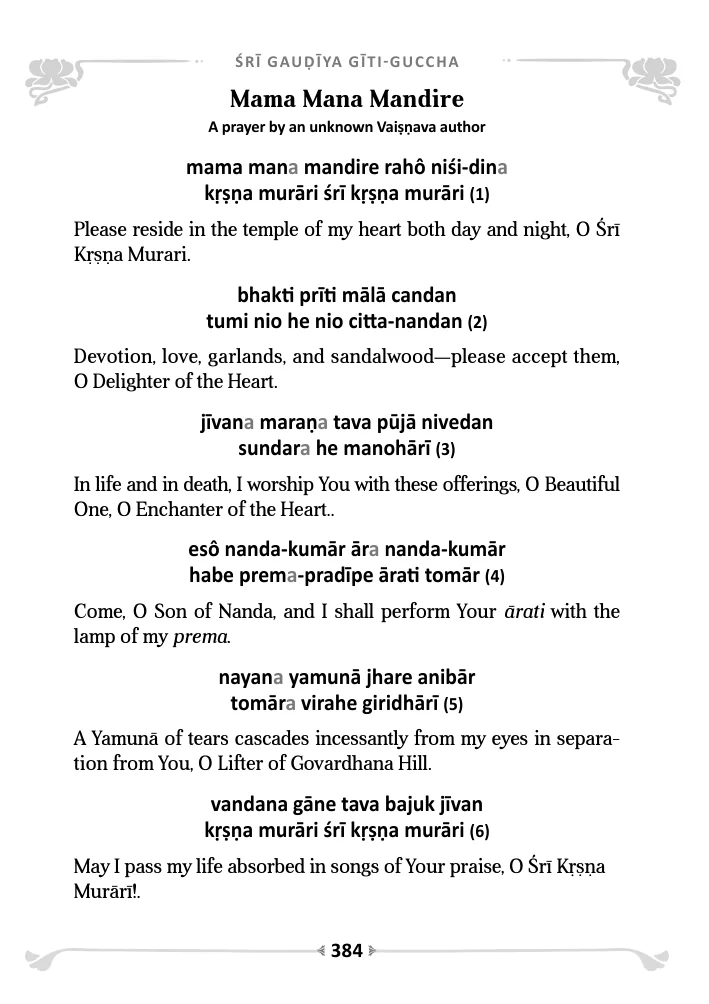 ŚRĪ GAUḌĪYA GĪTI-GUCCHA
Mama Mana Mandire
A prayer by an unknown Vaiṣṇava author
mama mana mandire rahô niśi-dina
kṛṣṇa murāri śrī kṛṣṇa murāri (1)
Please reside in the temple of my heart both day and night, O Śrī
Kṛṣṇa Murari.
bhakti prīti mālā candan
tumi nio he nio citta-nandan (2)
Devotion, love, garlands, and sandalwood—please accept them,
O Delighter of the Heart.
jīvana maraṇa tava pūjā nivedan
sundara he manohārī (3)
In life and in death, I worship You with these offerings, O Beautiful
One, O Enchanter of the Heart..
esô nanda-kumār āra nanda-kumār
habe prema-pradīpe ārati tomār (4)
Come, O Son of Nanda, and I shall perform Your ārati with the
lamp of my prema.
nayana yamunā jhare anibār
tomāra virahe giridhārī (5)
A Yamunā of tears cascades incessantly from my eyes in separa-
tion from You, O Lifter of Govardhana Hill.
vandana gāne tava bajuk jīvan
kṛṣṇa murāri śrī kṛṣṇa murāri (6)
May I pass my life absorbed in songs of Your praise, O Śrī Kṛṣṇa
Murārī!.
384